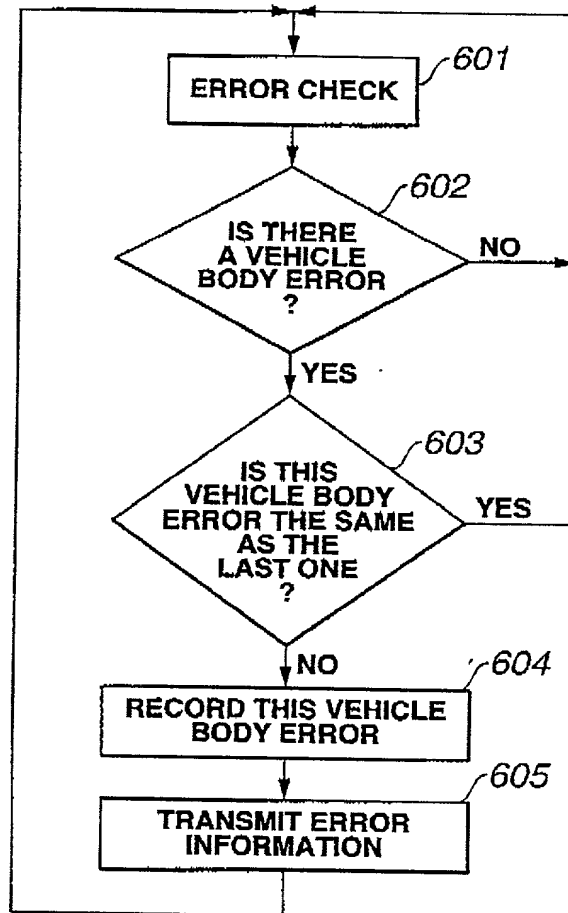 601
ERROR CHECK
602
IS THERE
A VEHICLE
BODY ERROR
?
NO
YES
603
IS THIS
VEHICLE BODY
ERROR THE SAME
AS THE
LAST ONE
?
YES
NO
604
RECORD THIS VEHICLE
BODY ERROR
605
TRANSMIT ERROR
INFORMATION